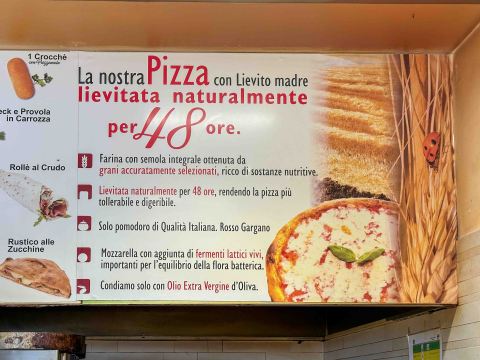 1 Crocchè
con Parmigiano
eck e Provola
in Carrozza
Rollè al Crudo
Rustico alle
Zucchine
La nostra Pizza con Lievito madre
lievitata naturalmente
per 48 ore.
Farina con semola integrale ottenuta da
grani accuratamente selezionati, ricco di sostanze nutritive.
Lievitata naturalmente per 48 ore, rendendo la pizza più
tollerabile e digeribile.
Solo pomodoro di Qualità Italiana. Rosso Gargano
Mozzarella con aggiunta di fermenti lattici vivi,
importanti per l'equilibrio della flora batterica.
Condiamo solo con Olio Extra Vergine d'Oliva.